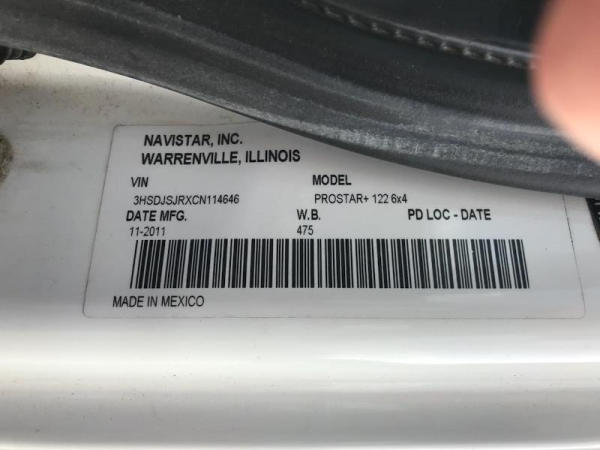 NAVISTAR, INC.
WARRENVILLE, ILLINOIS
VIN MODEL
3HSDJSJRXCN114646 PROSTAR+ 122 6x4
DATE MFG. W.B. PD LOC - DATE
11-2011 475
MADE IN MEXICO